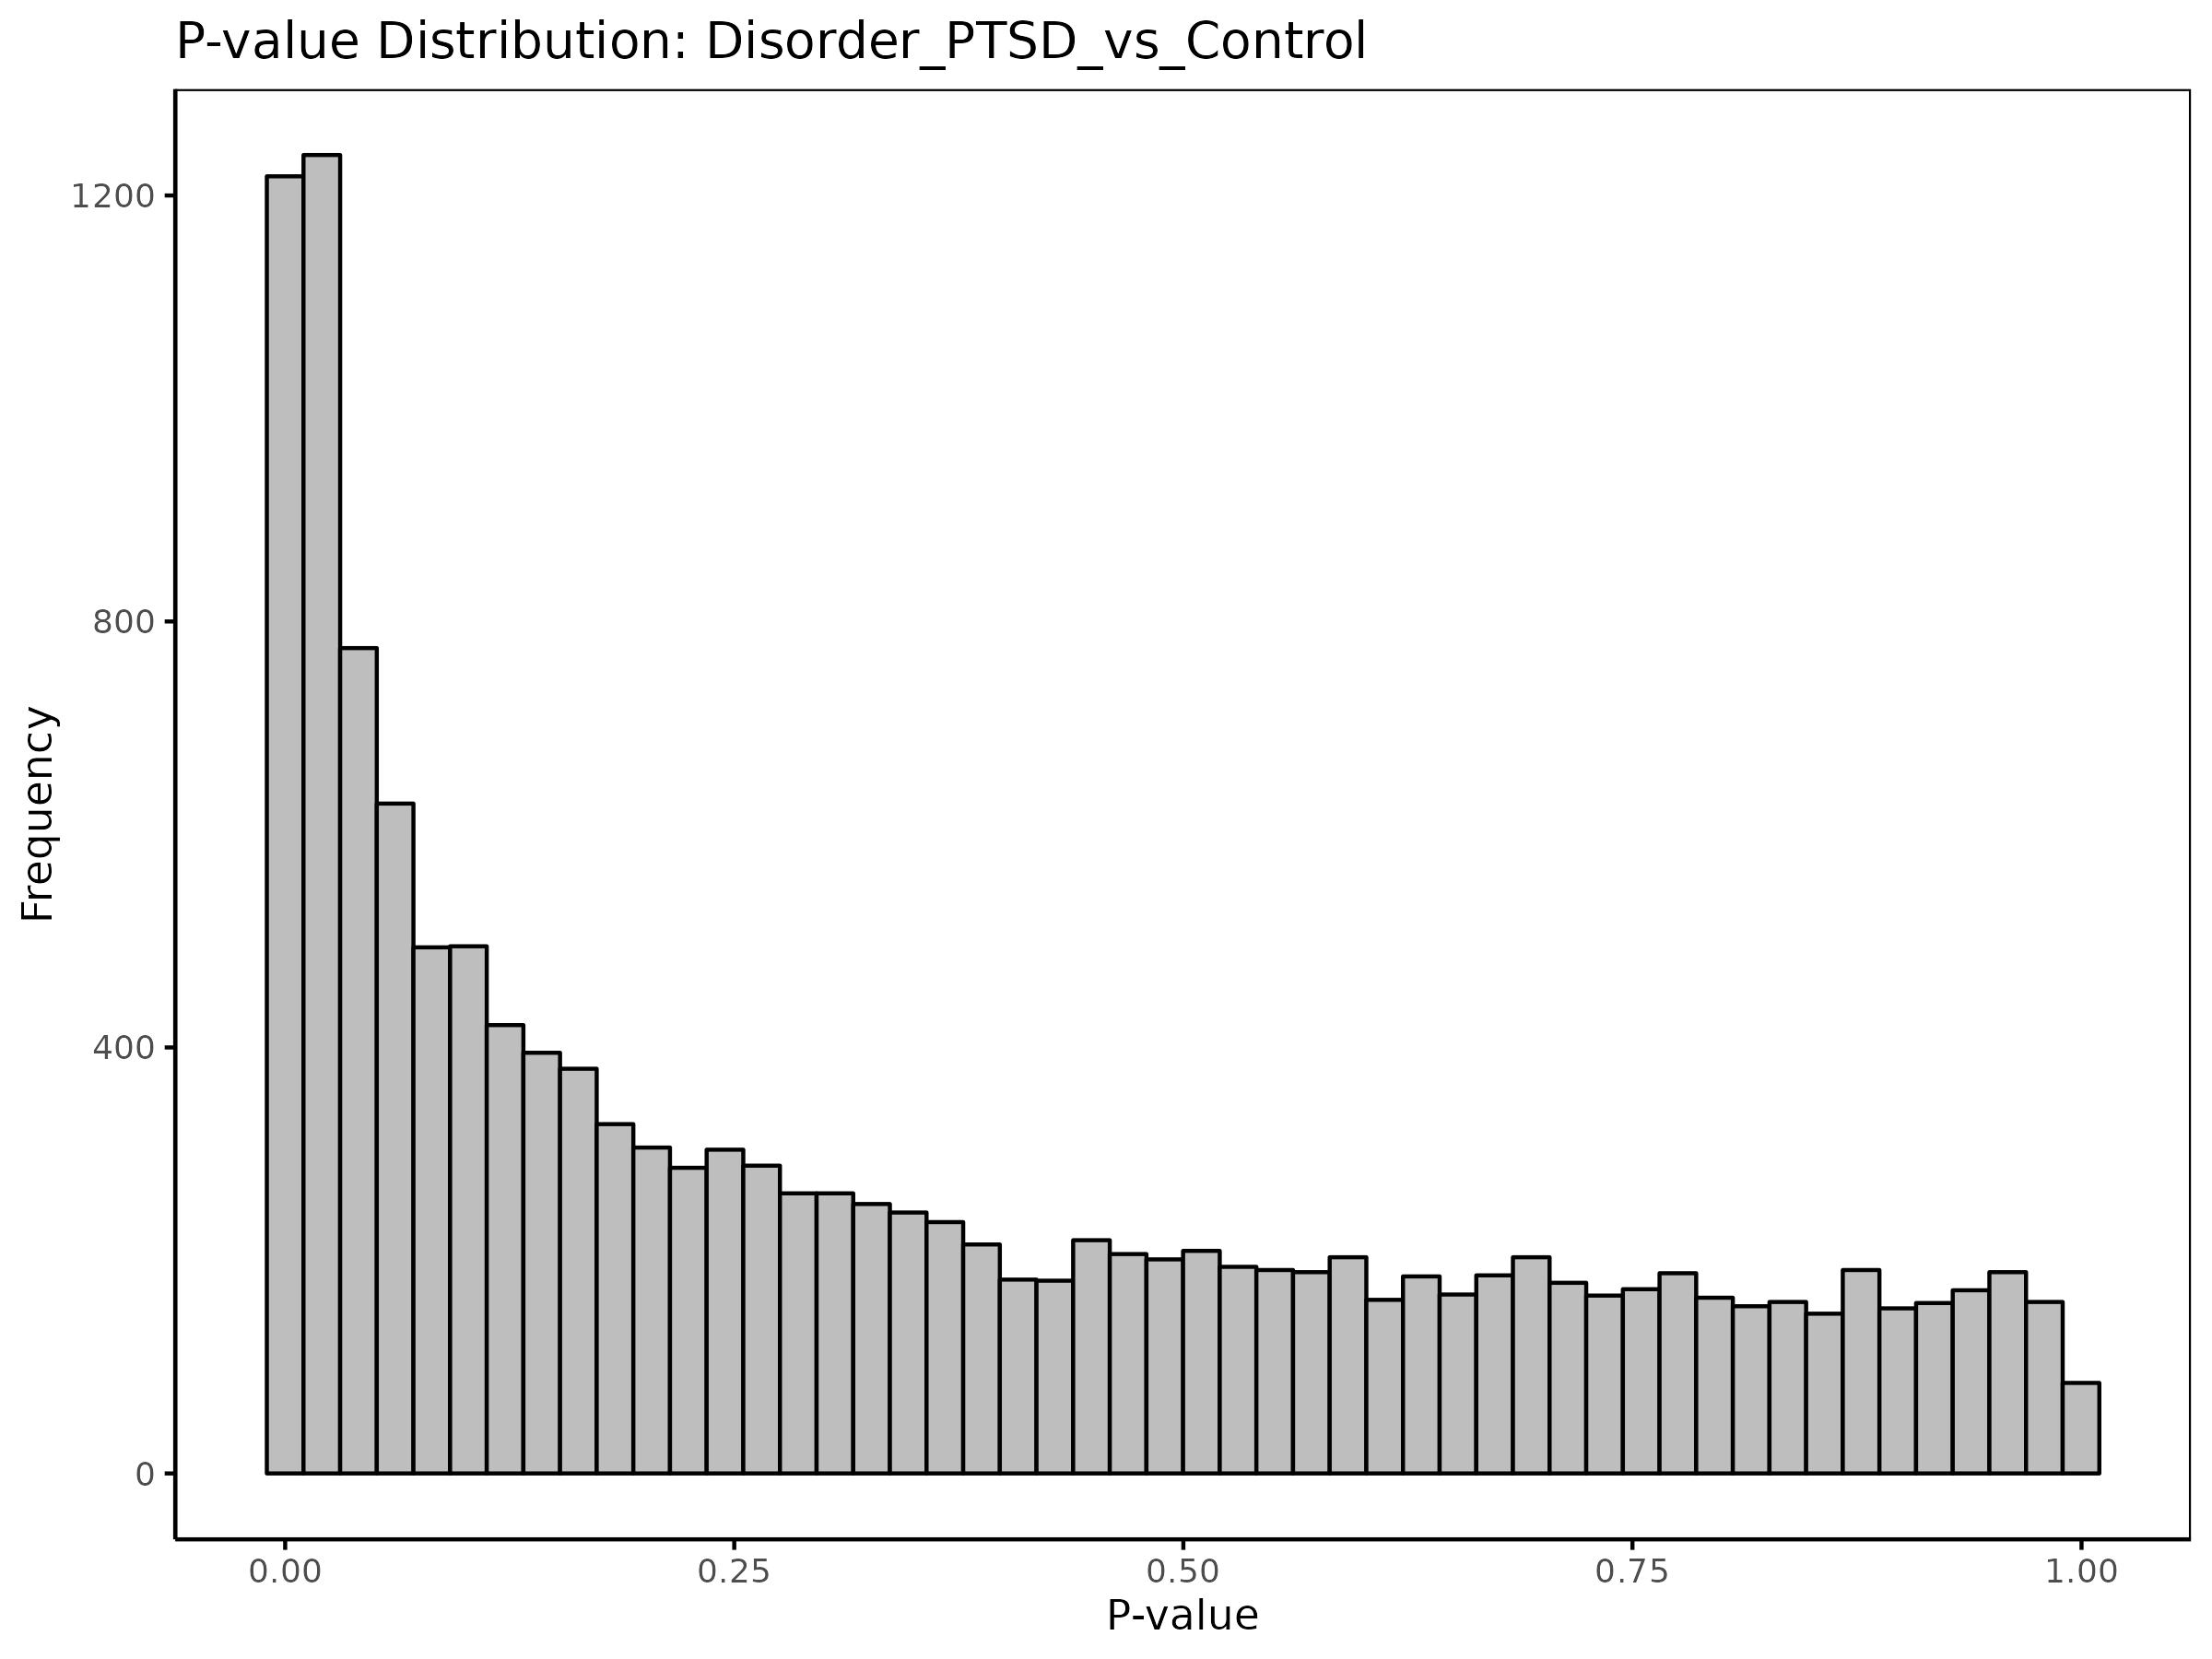 P-value Distribution: Disorder_PTSD_vs_Control
1200
800
400
0
Frequency
0.00 0.25 0.50 0.75 1.00
P-value